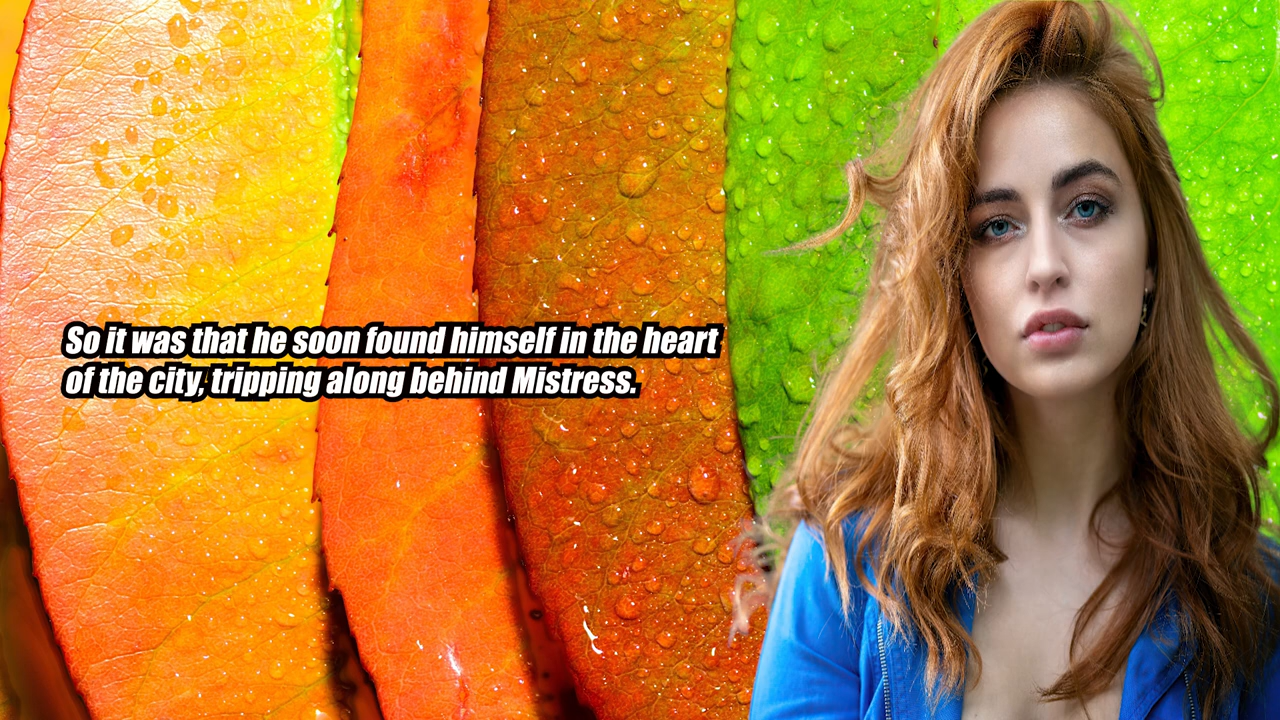 So it was that he soon found himself in the heart
of the city, tripping along behind Mistress.